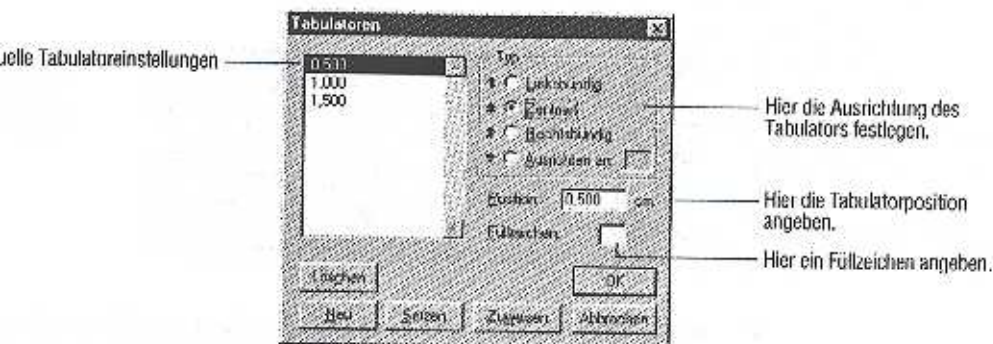 Tabulatoren
uelle Tabulatoreinstellungen
0.500
1,000
1,500
Typ
Linksbündig
Zentriert
Rechtsbündig
Ausrichten an:
Hier die Ausrichtung des
Tabulators festlegen.
Position: 0.500 cm
Hier die Tabulatorposition
angeben.
Füllzeichen:
Hier ein Füllzeichen angeben.
Löschen
OK
Neu
Setzen
Zuweisen
Abbrechen